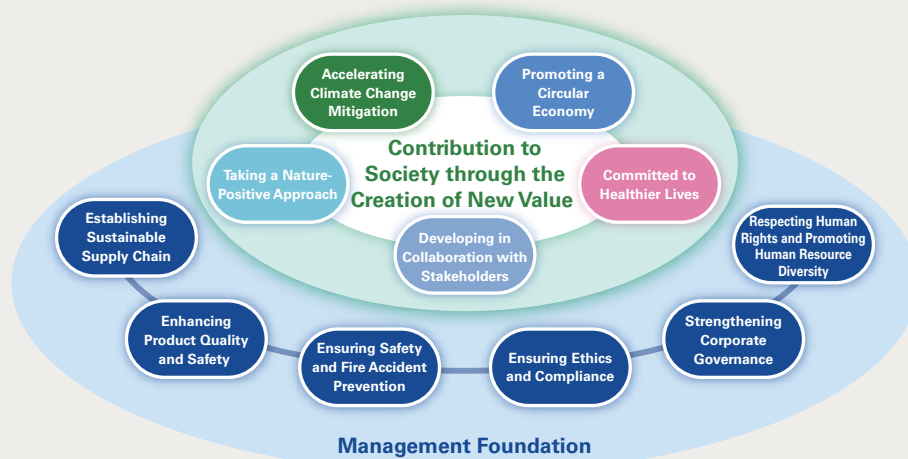 Accelerating
Climate Change
Mitigation
Promoting a
Circular
Economy
Contribution to
Society through the
Creation of New Value
Taking a Nature-
Positive Approach
Committed to
Healthier Lives
Developing in
Collaboration with
Stakeholders
Establishing
Sustainable
Supply Chain
Respecting Human
Rights and Promoting
Human Resource
Diversity
Enhancing
Product Quality
and Safety
Ensuring Safety
and Fire Accident
Prevention
Ensuring Ethics
and Compliance
Strengthening
Corporate
Governance
Management Foundation